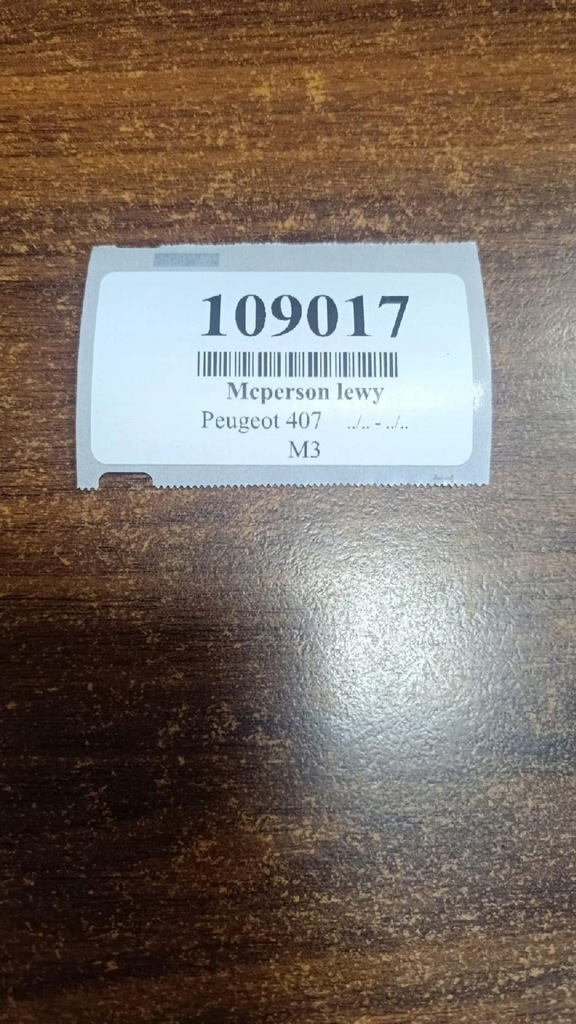 109017
Mcperson lewy
Peugeot 407 ../.. - ../..
M3